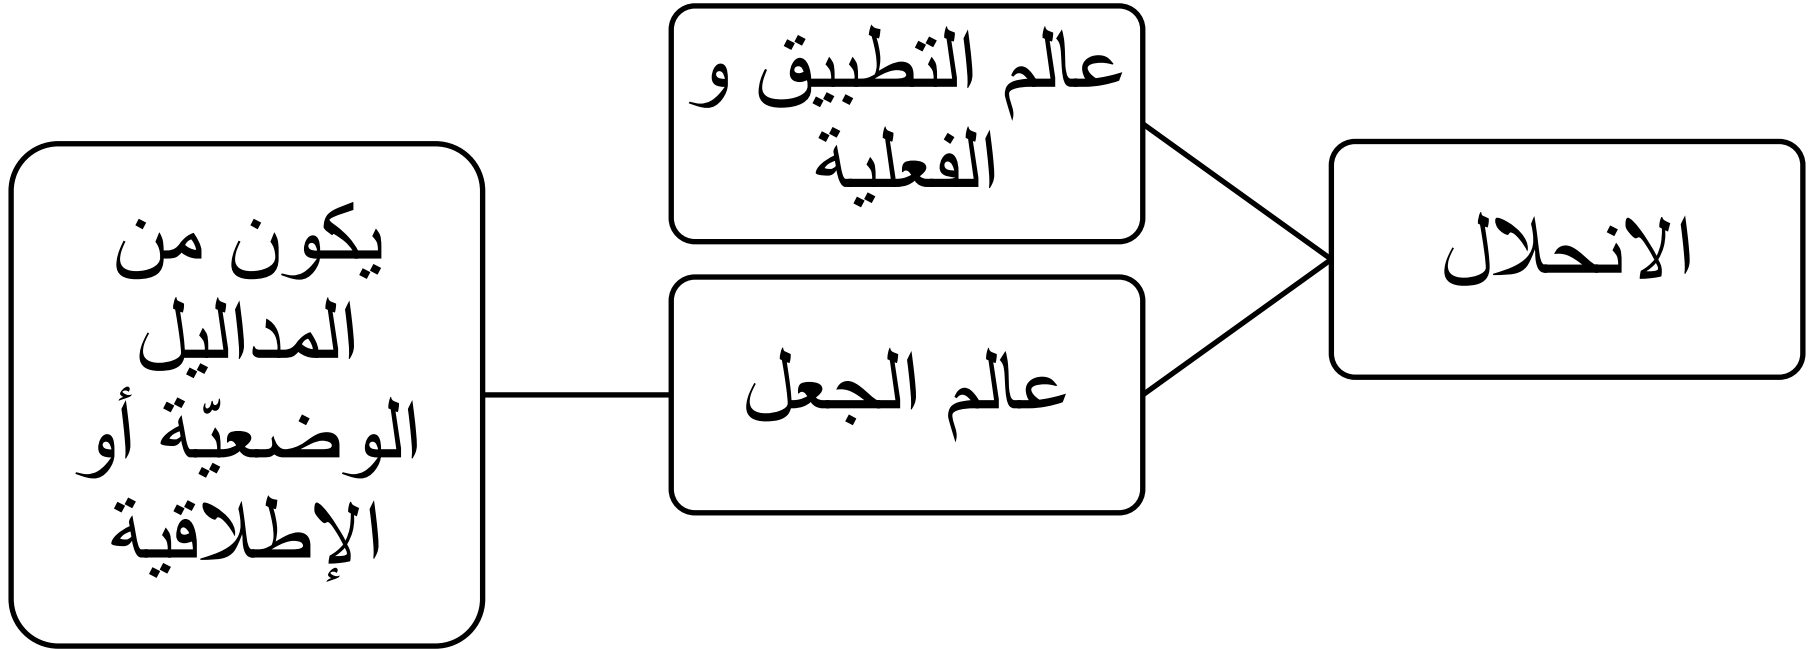 الانحلال
عالم التطبيق و
الفعلية
عالم الجعل
يكون من
المداليل
الوضعيّة أو
الإطلاقية